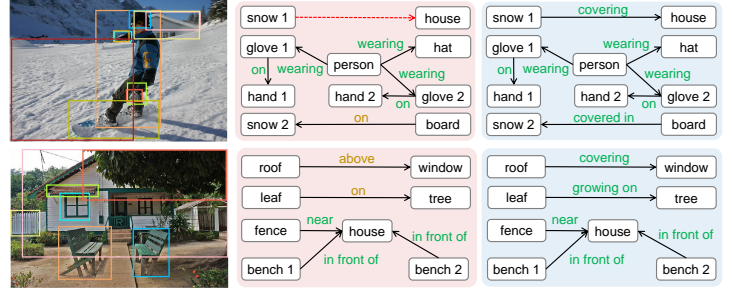 snow 1 house
glove 1 wearing hat
on wearing person wearing
hand 1 hand 2 on glove 2
snow 2 on board
snow 1 covering house
glove 1 wearing hat
on wearing person wearing
hand 1 hand 2 on glove 2
snow 2 covered in board
roof above window
leaf on tree
fence near house in front of
bench 1 in front of bench 2
roof covering window
leaf growing on tree
fence near house in front of
bench 1 in front of bench 2